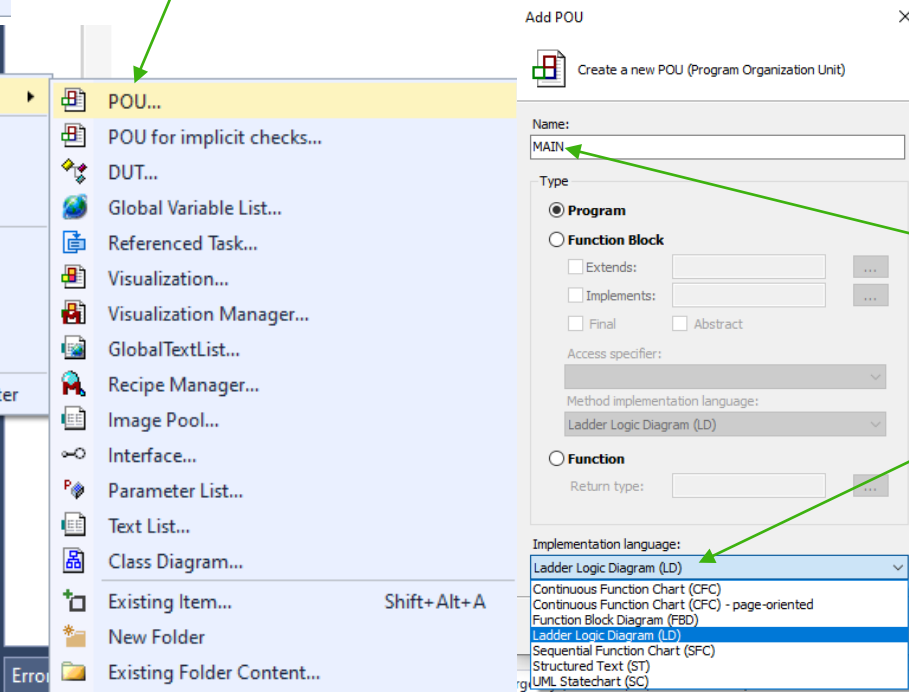 POU...
POU for implicit checks...
DUT...
Global Variable List...
Referenced Task...
Visualization...
Visualization Manager...
GlobalTextList...
Recipe Manager...
Image Pool...
Interface...
Parameter List...
Text List...
Class Diagram...
Existing Item... Shift+Alt+A
New Folder
Existing Folder Content...
ter
Error
Add POU
Create a new POU (Program Organization Unit)
Name:
MAIN
Type
Program
Function Block
Extends:
...
Implements:
...
Final Abstract
Access specifier:
Method implementation language:
Ladder Logic Diagram (LD)
Function
Return type:
...
Implementation language:
Ladder Logic Diagram (LD)
Continuous Function Chart (CFC)
Continuous Function Chart (CFC) - page-oriented
Function Block Diagram (FBD)
Ladder Logic Diagram (LD)
Sequential Function Chart (SFC)
Structured Text (ST)
UML Statechart (SC)